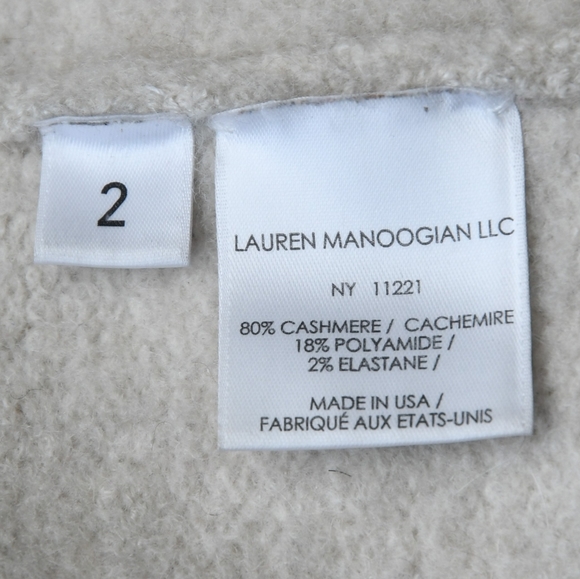 2
LAUREN MANOOGIAN LLC
NY 11221
80% CASHMERE / CACHEMIRE
18% POLYAMIDE /
2% ELASTANE /
MADE IN USA /
FABRIQUÉ AUX ETATS-UNIS